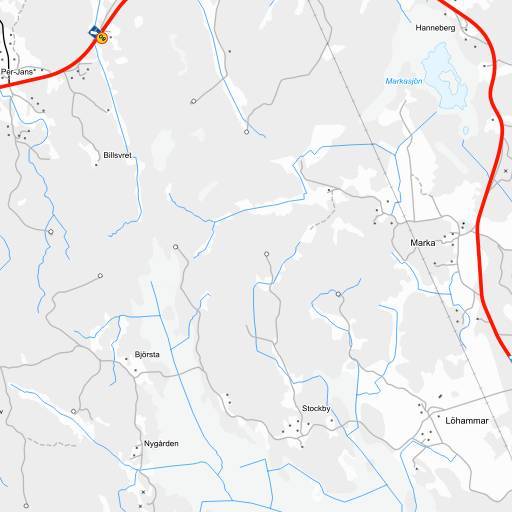 Hanneberg
Per-Jans
Markasjön
Billsvret
Marka
Björsta
Stockby
Löhammar
Nygården